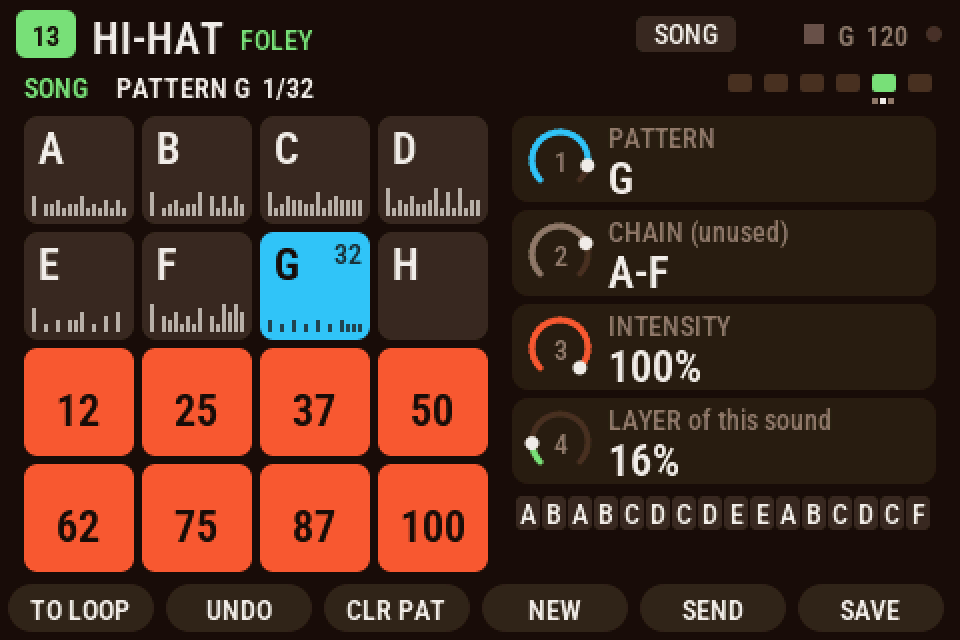 13 HI-HAT FOLEY SONG G 120
SONG PATTERN G 1/32
A B C D
E F G 32 H
12 25 37 50
62 75 87 100
1 PATTERN
G
2 CHAIN (unused)
A-F
3 INTENSITY
100%
4 LAYER of this sound
16%
A B A B C D C D E E A B C D C F
TO LOOP UNDO CLR PAT NEW SEND SAVE